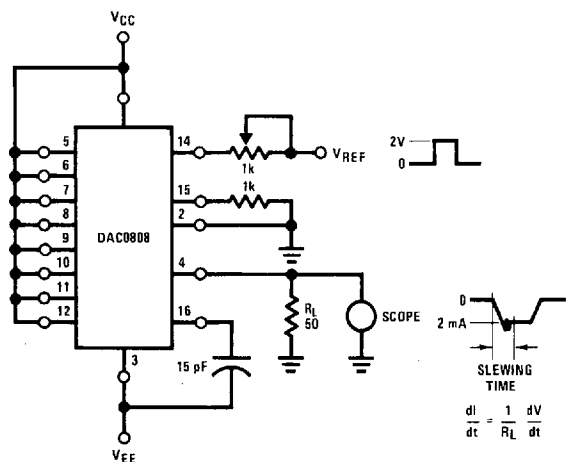 VCC
5
6
7
8
9
10
11
12
DAC0808
14
15
2
4
16
3
1k
1k
VREF
2V
0
RL
50
SCOPE
15 pF
VEE
0
2 mA
SLEWING
TIME
dI/dt = 1/RL dV/dt